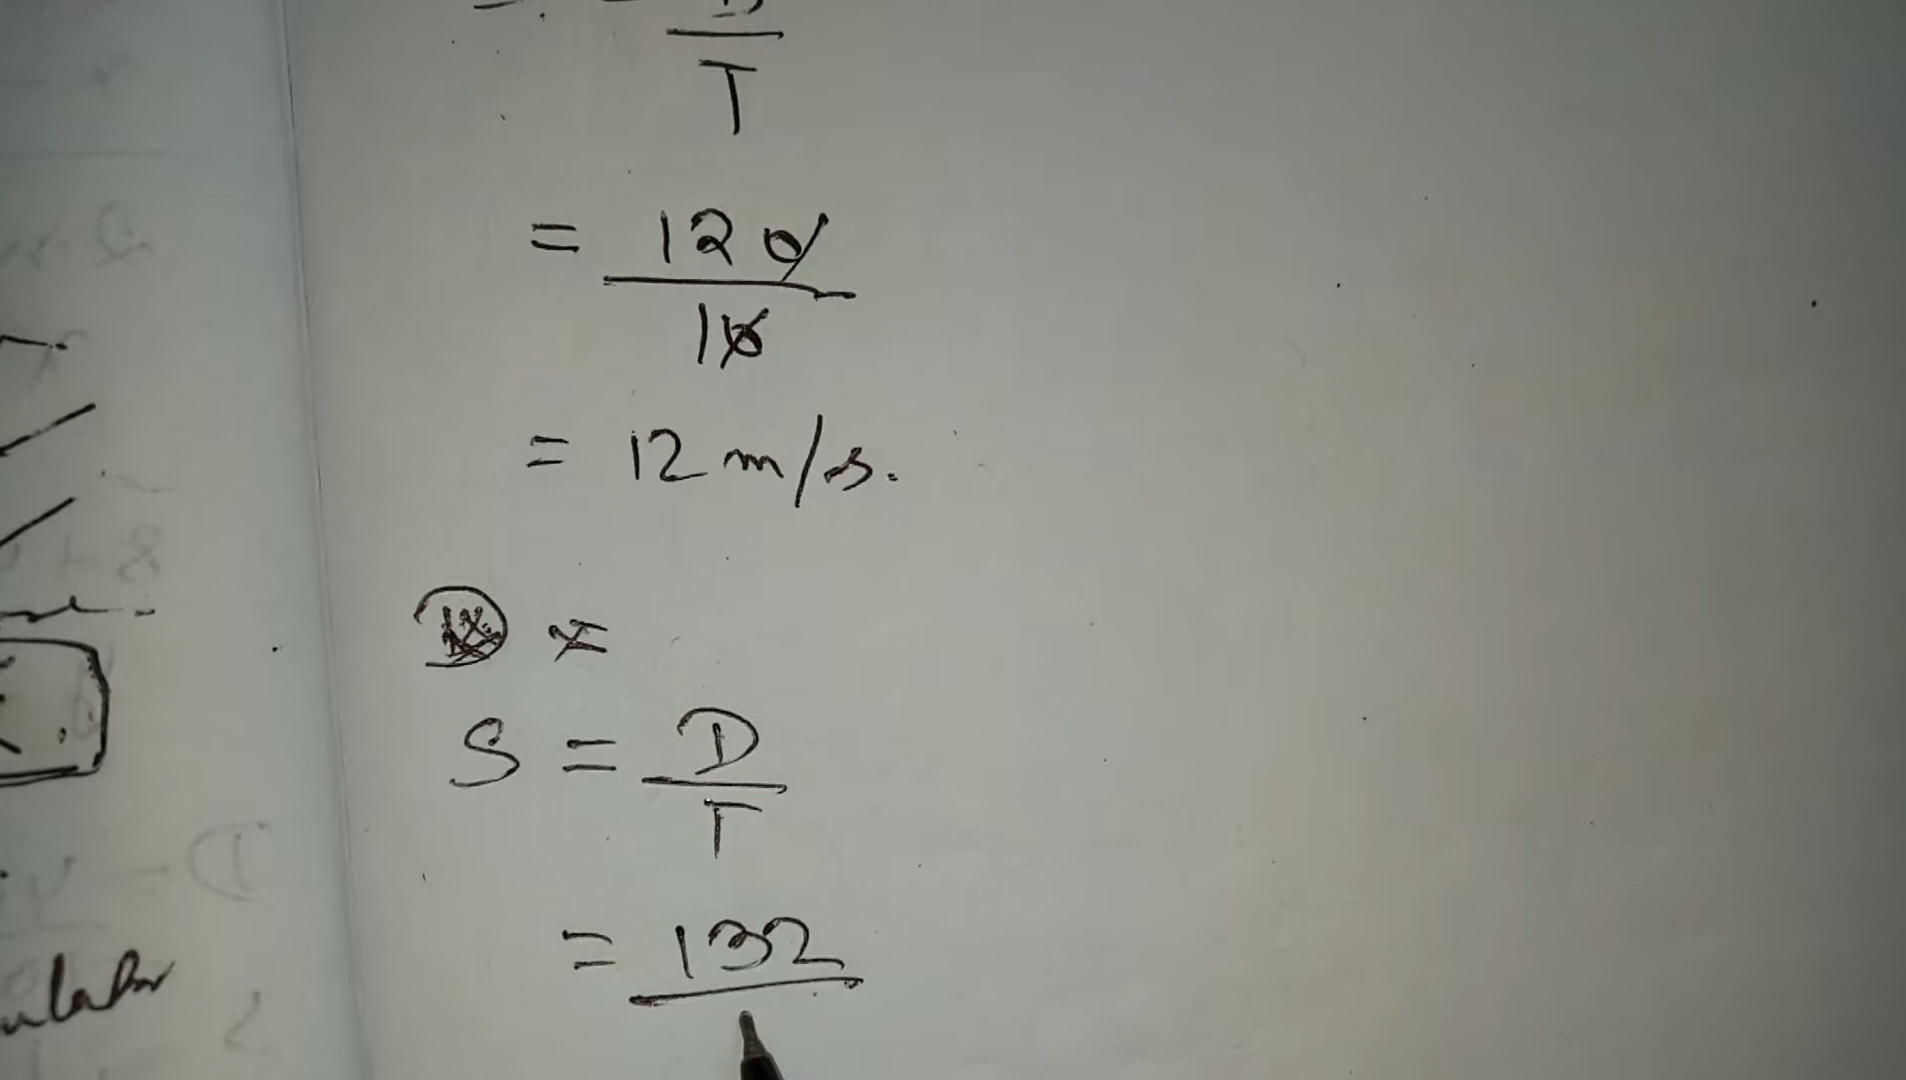 T
= 120
10
= 12 m/s.
S = D
T
= 132